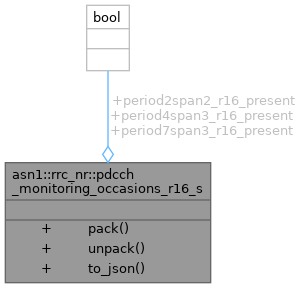 bool
+period2span2_r16_present
+period4span3_r16_present
+period7span3_r16_present
asn1::rrc_nr::pdcch
_monitoring_occasions_r16_s
+ pack()
+ unpack()
+ to_json()